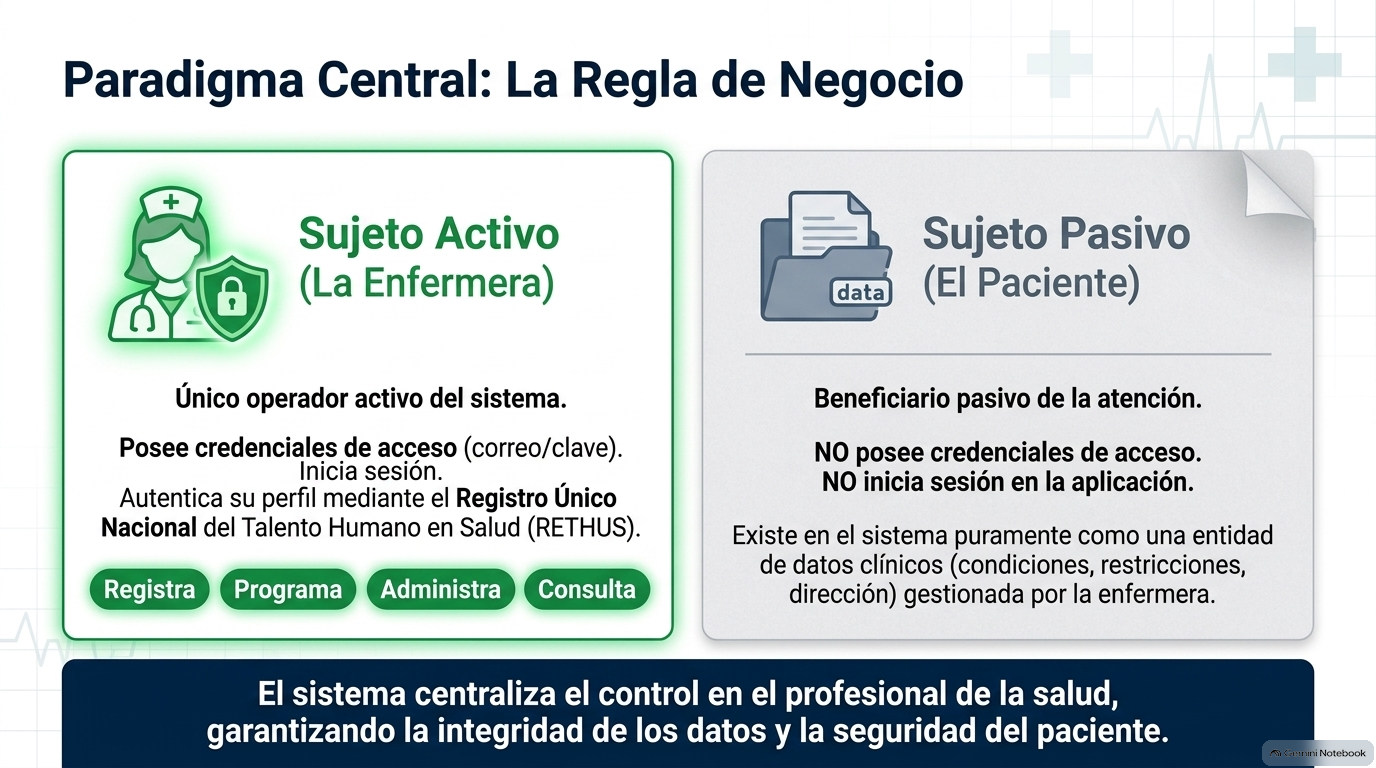 Paradigma Central: La Regla de Negocio
Sujeto Activo
(La Enfermera)
Único operador activo del sistema.
Posee credenciales de acceso (correo/clave).
Inicia sesión.
Autentica su perfil mediante el Registro Único
Nacional del Talento Humano en Salud (RETHUS).
Registra
Programa
Administra
Consulta
data
Sujeto Pasivo
(El Paciente)
Beneficiario pasivo de la atención.
NO posee credenciales de acceso.
NO inicia sesión en la aplicación.
Existe en el sistema puramente como una entidad
de datos clínicos (condiciones, restricciones,
dirección) gestionada por la enfermera.
El sistema centraliza el control en el profesional de la salud,
garantizando la integridad de los datos y la seguridad del paciente.
Gemini Notebook